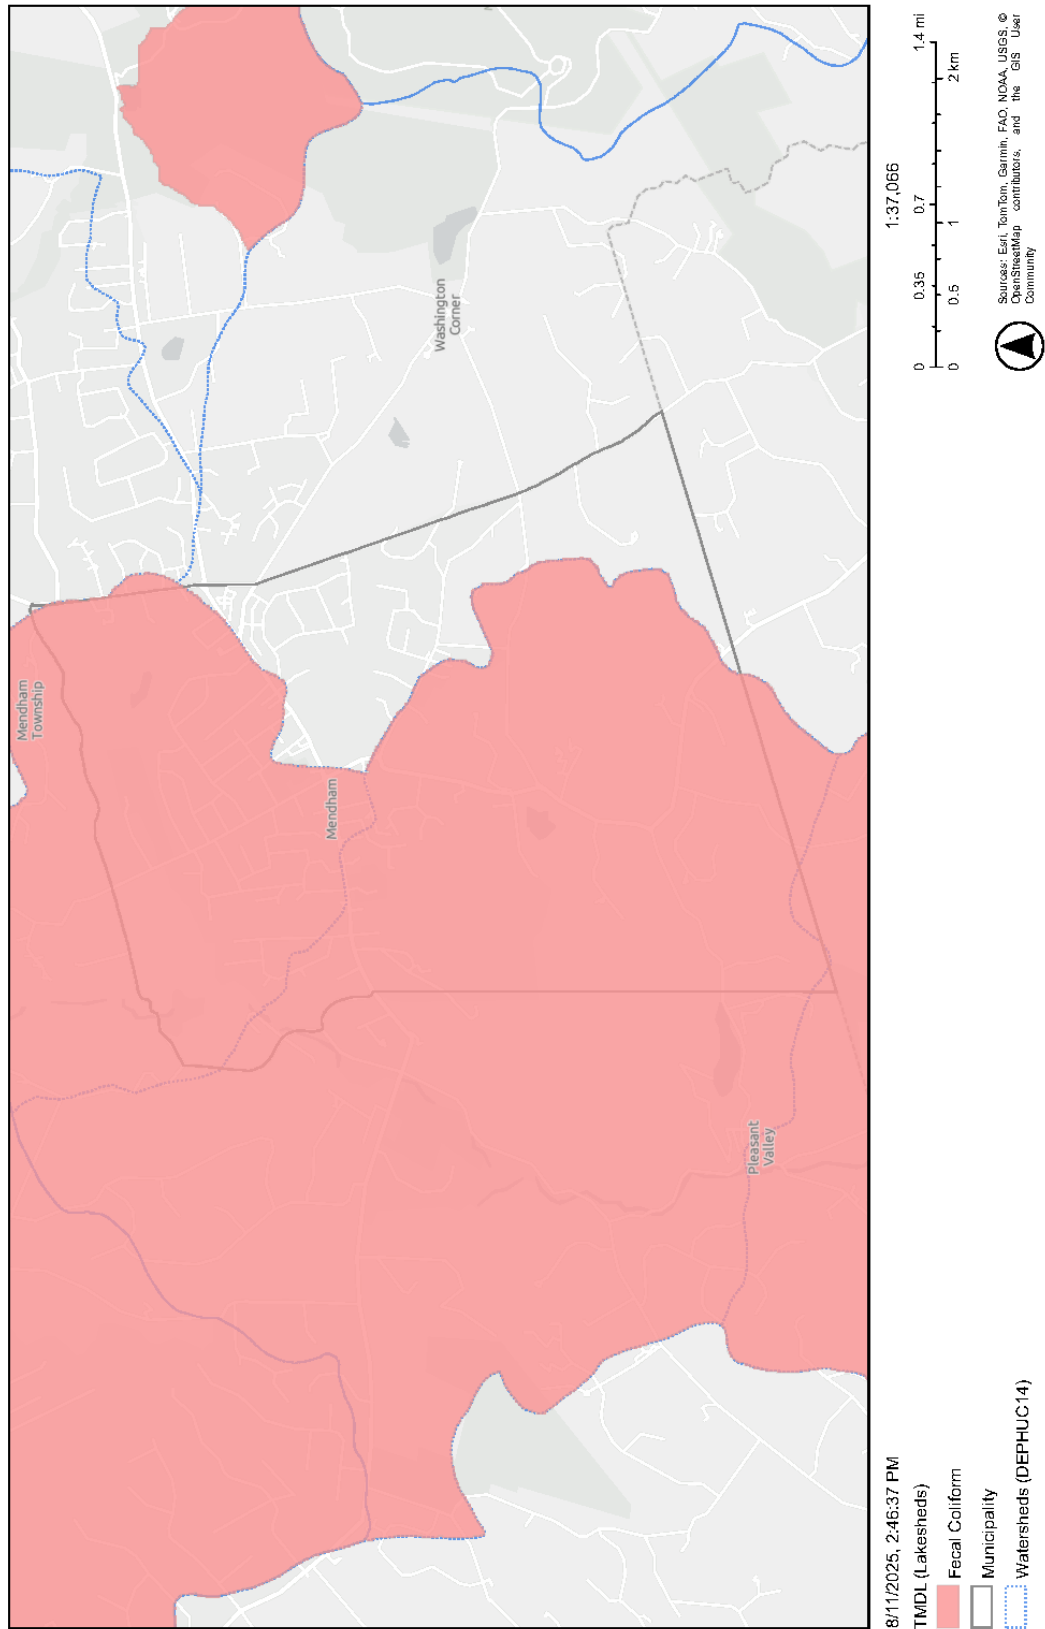 Mendham
Township
Mendham
Washington
Corner
Pleasant
Valley
8/11/2025, 2:46:37 PM
TMDL (Lakesheds)
Fecal Coliform
Municipality
Watersheds (DEPHUC14)
1:37,066
0 0.35 0.7 1.4 mi
0 0.5 1 2 km
Sources: Esri, TomTom, Garmin, FAO, NOAA, USGS, ©
OpenStreetMap contributors, and the GIS User
Community